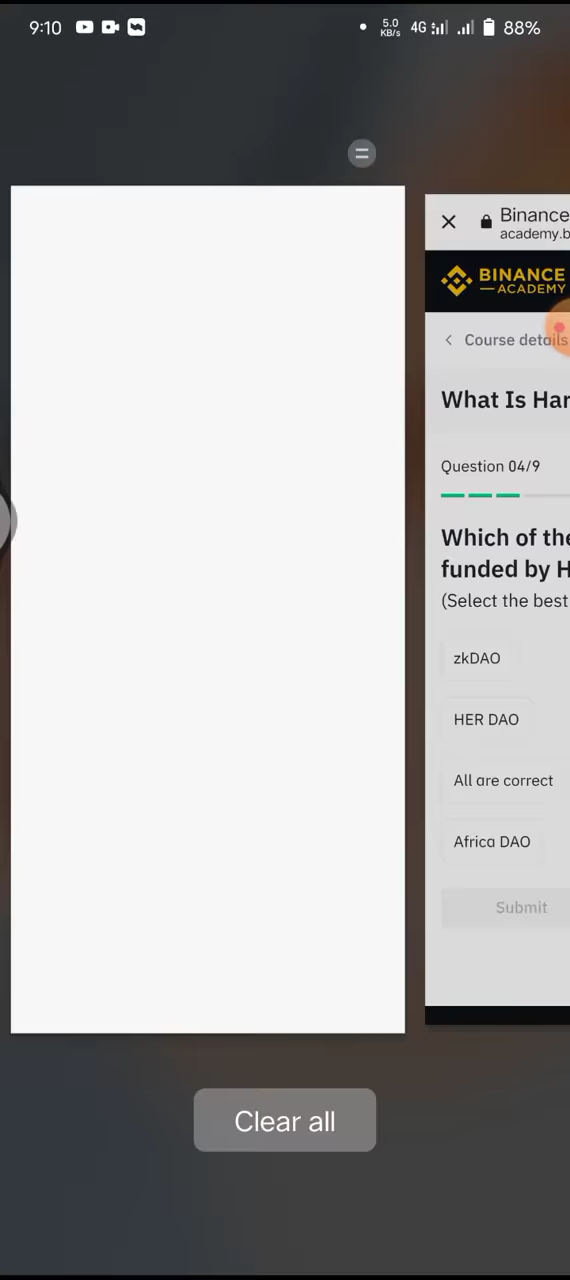 9:10 5.0 KB/s 4G 88%
Binance
academy.b
BINANCE
ACADEMY
Course details
What Is Har
Question 04/9
Which of the
funded by H
(Select the best
zkDAO
HER DAO
All are correct
Africa DAO
Submit
Clear all